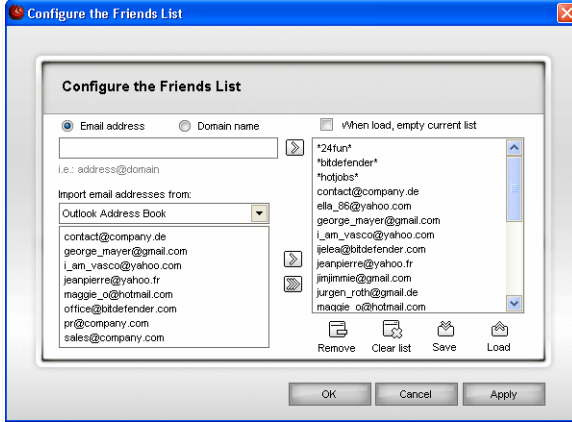 Configure the Friends List
Configure the Friends List
Email address
Domain name
When load, empty current list
i.e.: address@domain
Import email addresses from:
Outlook Address Book
contact@company.de
george_mayer@gmail.com
i_am_vasco@yahoo.com
jeanpierre@yahoo.fr
maggie_o@hotmail.com
office@bitdefender.com
pr@company.com
sales@company.com
*24fun*
*bitdefender*
*hotjobs*
contact@company.de
ella_86@yahoo.com
george_mayer@gmail.com
i_am_vasco@yahoo.com
ijelea@bitdefender.com
jeanpierre@yahoo.fr
jimjimmie@gmail.com
jurgen_roth@gmail.de
maggie_o@hotmail.com
Remove
Clear list
Save
Load
OK
Cancel
Apply